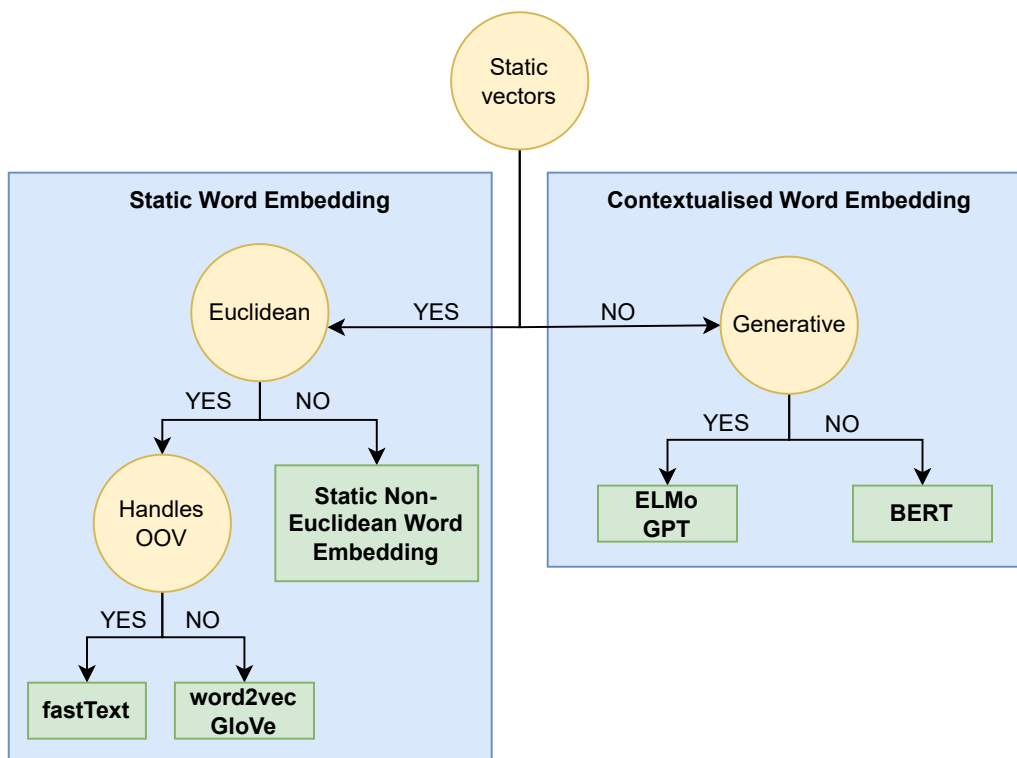 Static
vectors
Static Word Embedding
Contextualised Word Embedding
Euclidean
YES
NO
Generative
YES
NO
YES
NO
Handles
OOV
Static Non-
Euclidean Word
Embedding
ELMo
GPT
BERT
YES
NO
fastText
word2vec
GloVe